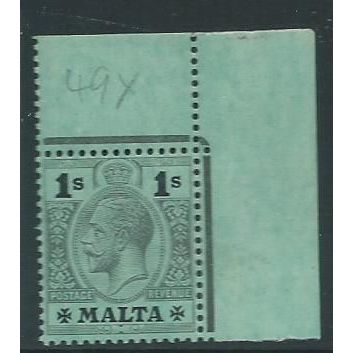 49x
1s 1s
POSTAGE REVENUE
MALTA